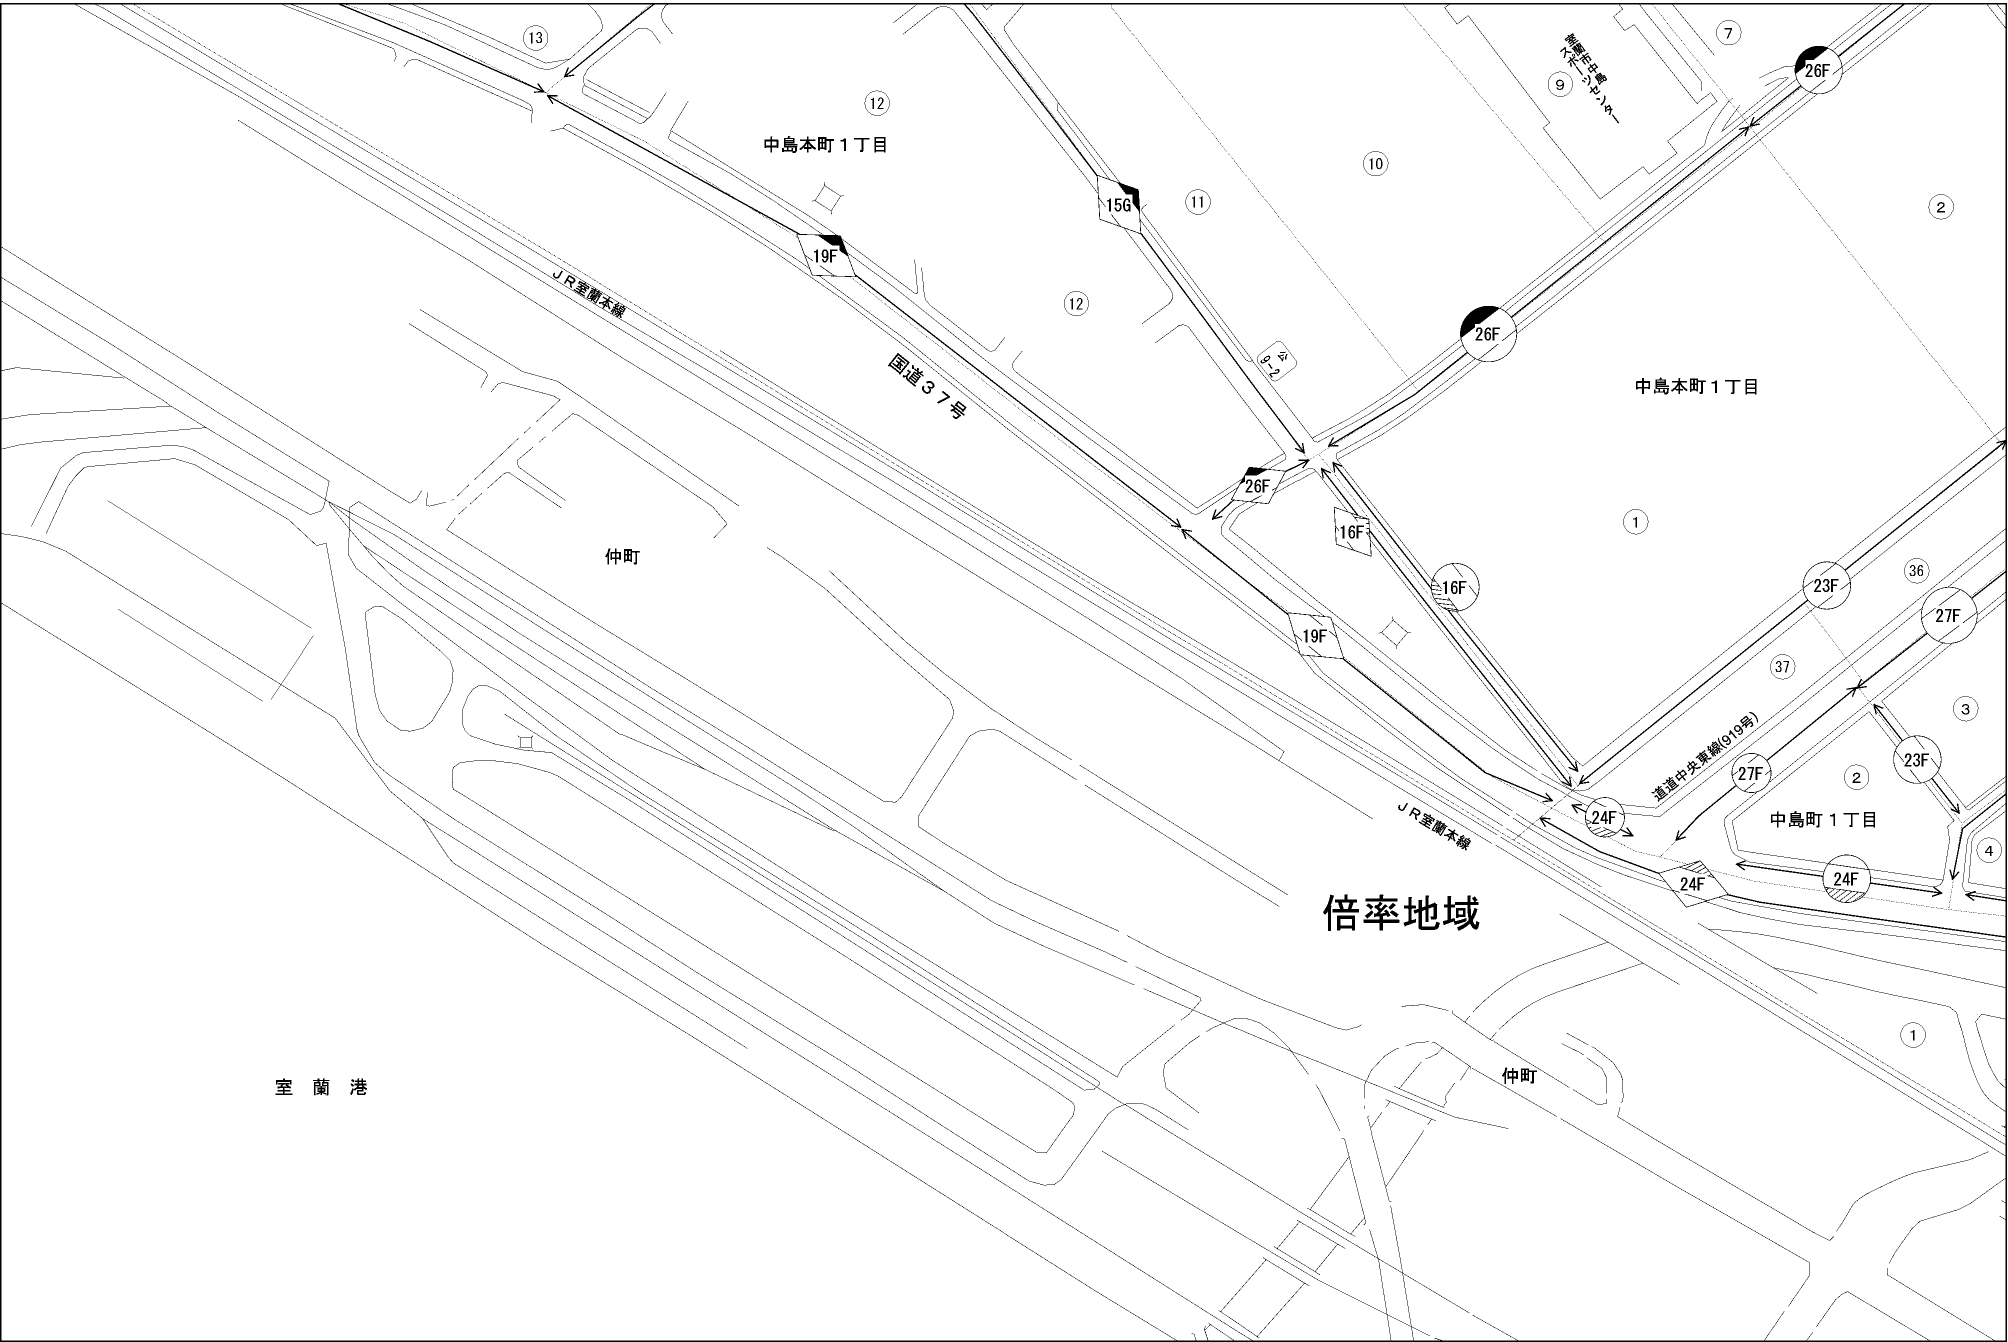 13
7
26F
室蘭市中島
スポーツセンター
9
12
中島本町１丁目
10
15G
11
2
19F
ＪＲ室蘭本線
12
26F
公
9-2
国道３７号
中島本町１丁目
26F
16F
1
仲町
16F
23F
36
27F
19F
37
3
道道中央東線(919号)
23F
27F
2
24F
中島町１丁目
ＪＲ室蘭本線
4
24F
24F
倍率地域
1
仲町
室蘭港